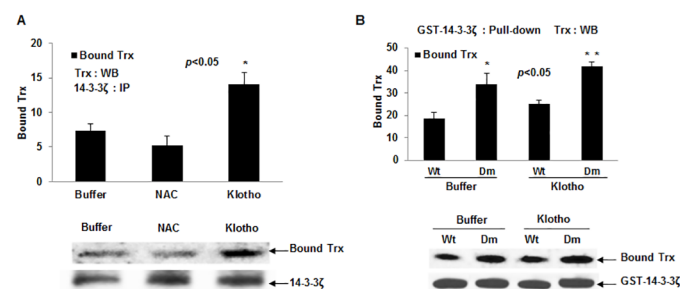 A
20
15
10
5
0
Bound Trx
Bound Trx
Trx : WB
14-3-3ζ : IP
p<0.05
*
Buffer NAC Klotho
Buffer NAC Klotho
Bound Trx
14-3-3ζ
B
GST-14-3-3ζ : Pull-down Trx : WB
50
40
30
20
10
0
Bound Trx
Bound Trx
*
p<0.05
* *
Wt Dm Wt Dm
Buffer Klotho
Buffer Klotho
Wt Dm Wt Dm
Bound Trx
GST-14-3-3ζ